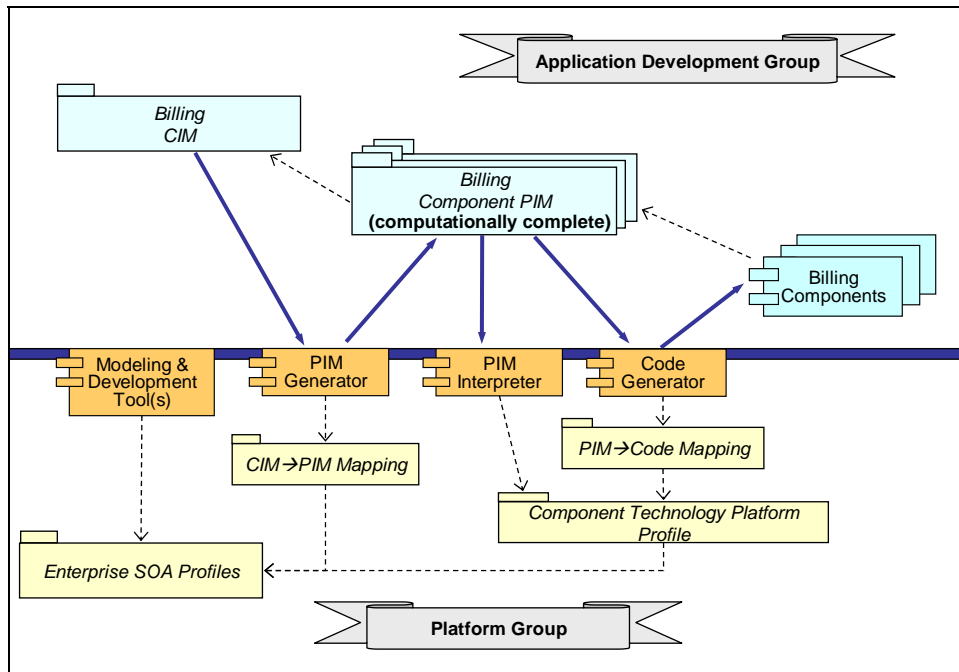 Application Development Group
Billing
CIM
Billing
Component PIM
(computationally complete)
Billing
Components
Modeling &
Development
Tool(s)
PIM
Generator
PIM
Interpreter
Code
Generator
CIM→PIM Mapping
PIM→Code Mapping
Component Technology Platform
Profile
Enterprise SOA Profiles
Platform Group